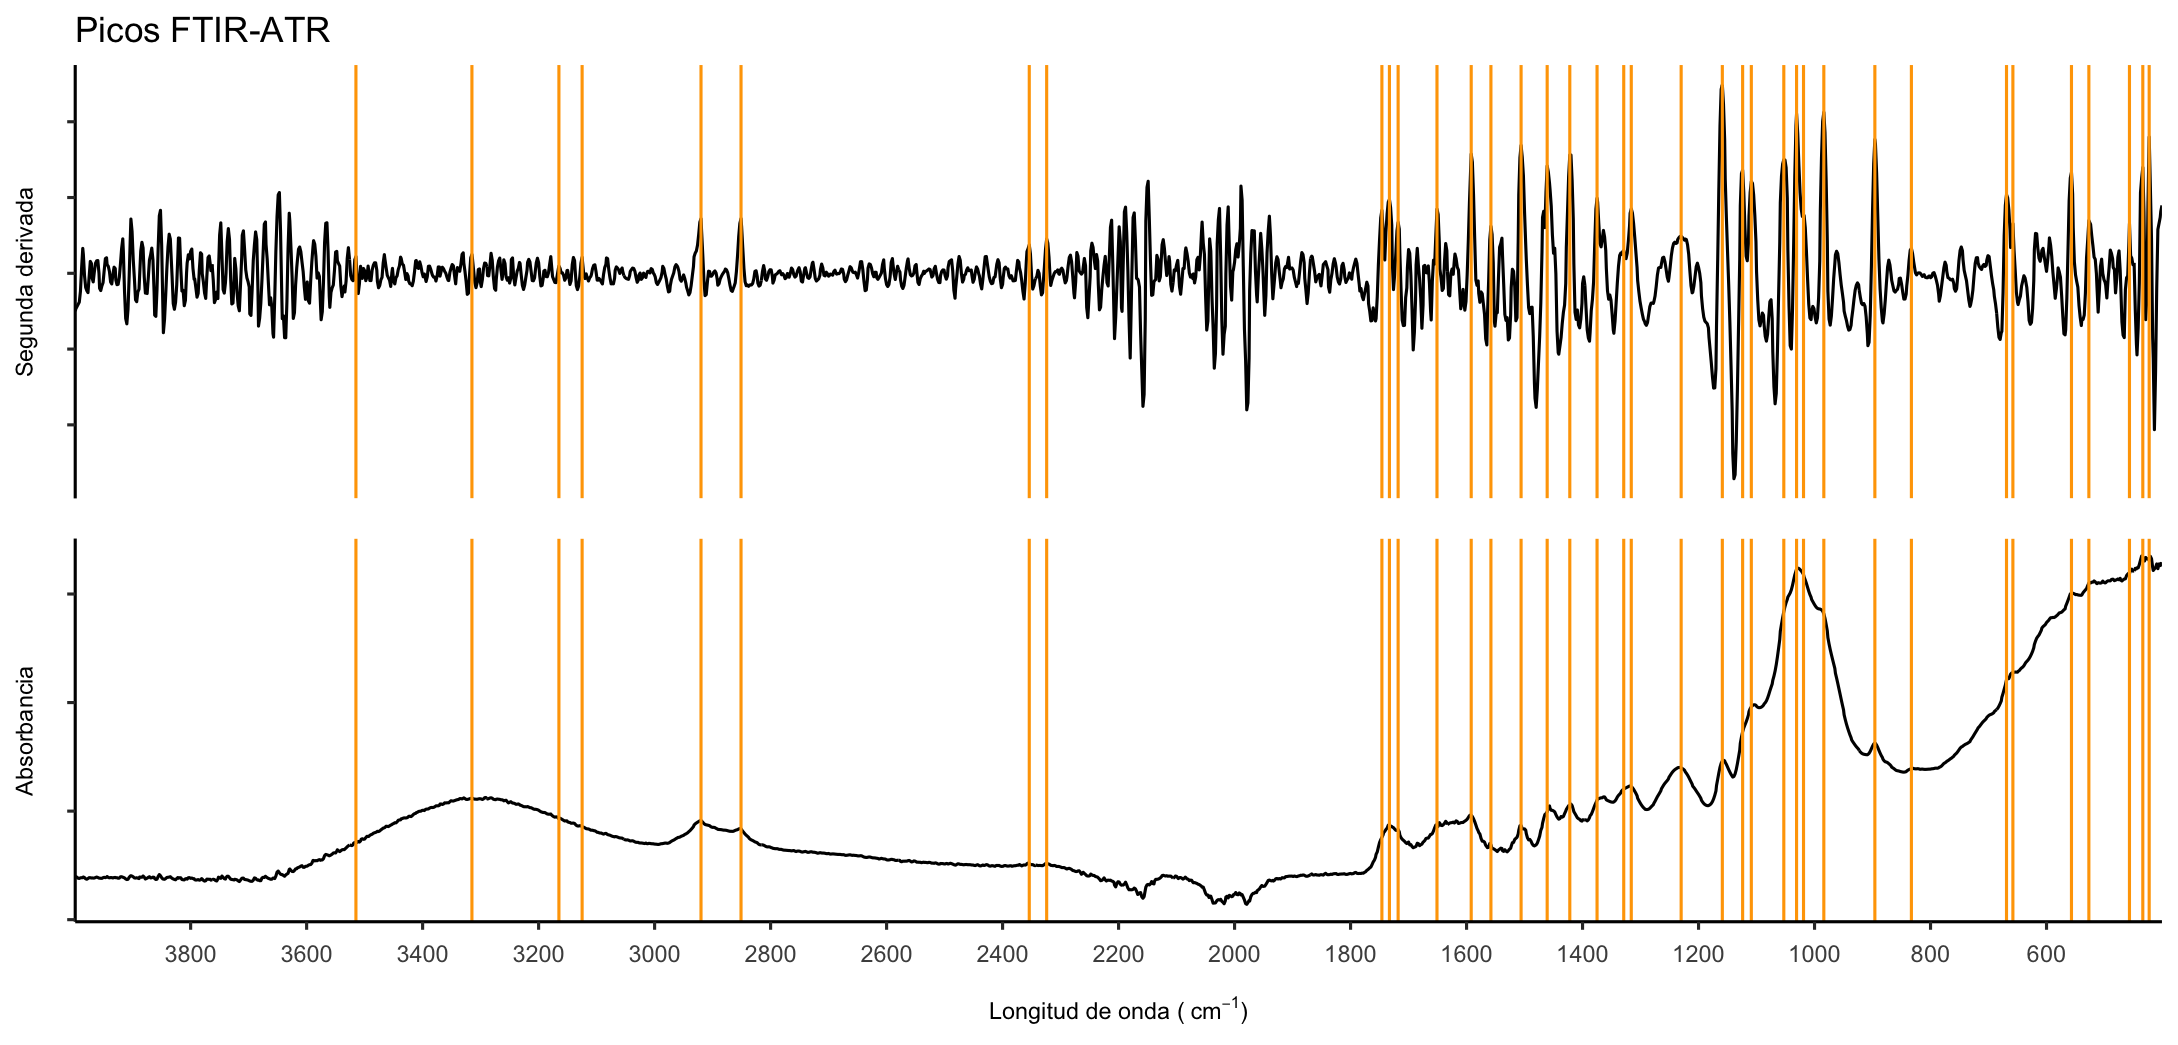 Picos FTIR-ATR
Segunda derivada
Absorbancia
3800 3600 3400 3200 3000 2800 2600 2400 2200 2000 1800 1600 1400 1200 1000 800 600
Longitud de onda ( cm⁻¹)